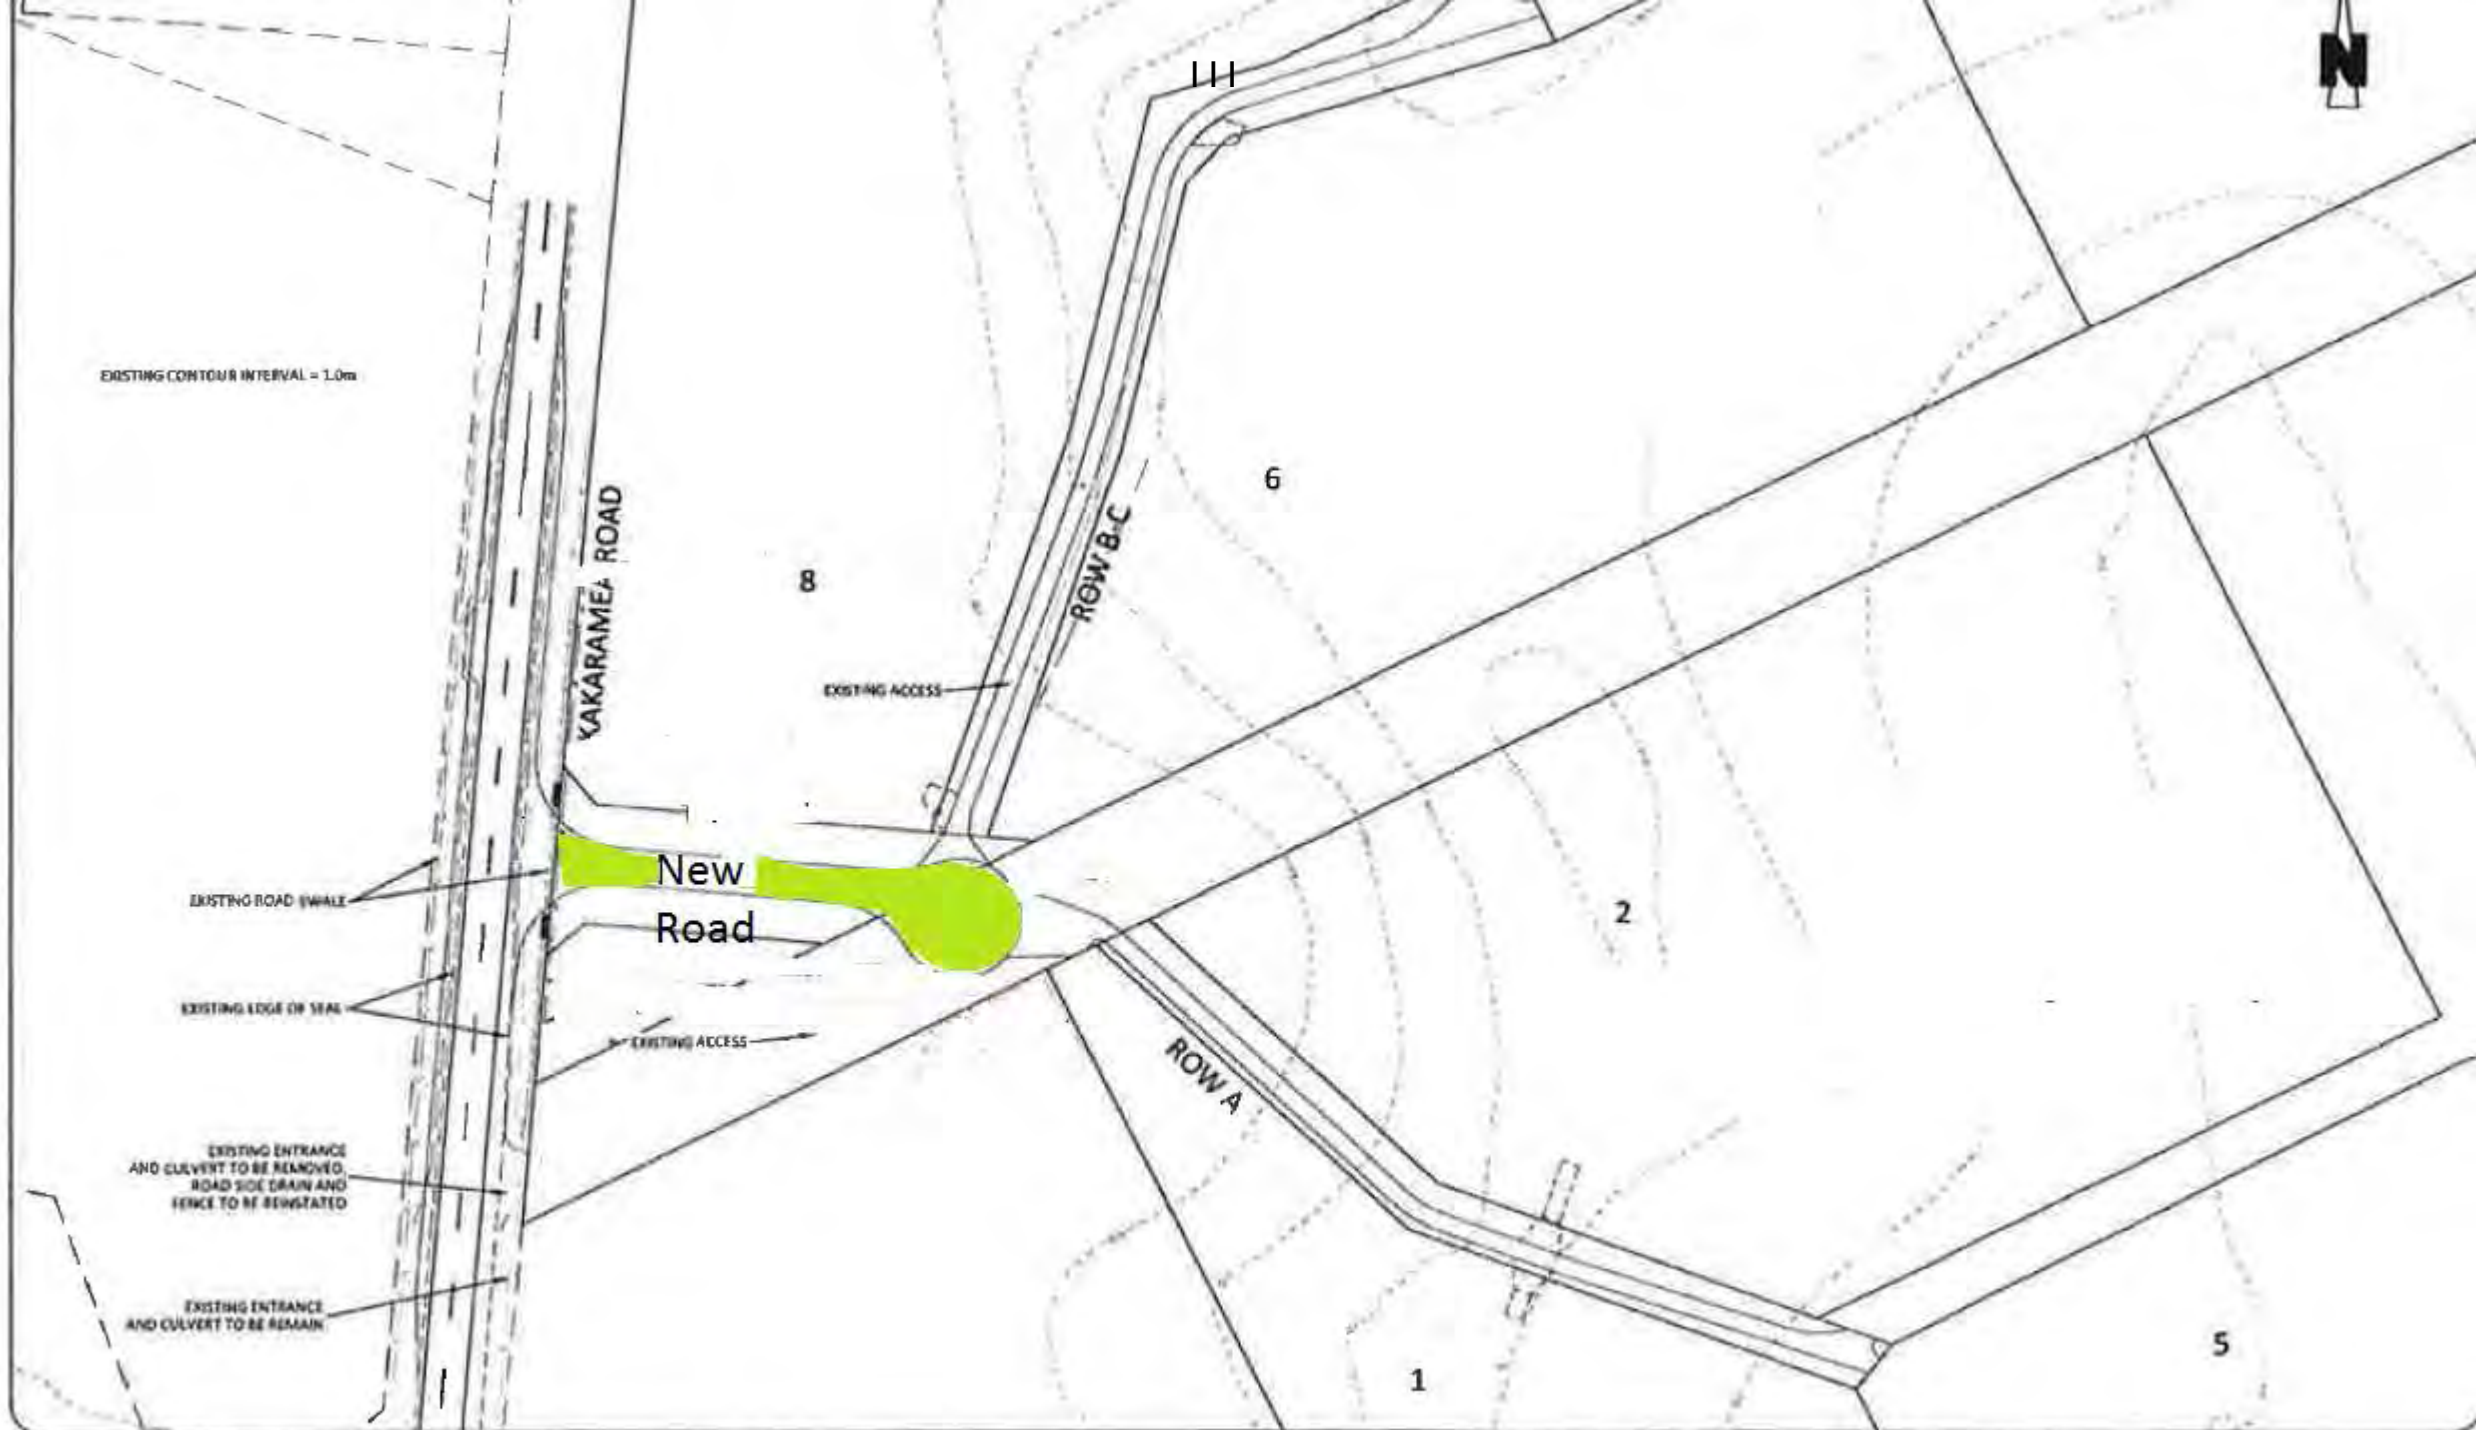 III
N
EXISTING CONTOUR INTERVAL = 1.0m
6
KAKARAMEA ROAD
ROW B-C
8
EXISTING ACCESS
New
Road
EXISTING ROAD SWALE
2
EXISTING EDGE OF SEAL
EXISTING ACCESS
ROW A
EXISTING ENTRANCE
AND CULVERT TO BE REMOVED,
ROAD SIDE DRAIN AND
FENCE TO BE REINSTATED
EXISTING ENTRANCE
AND CULVERT TO BE REMAIN
5
1